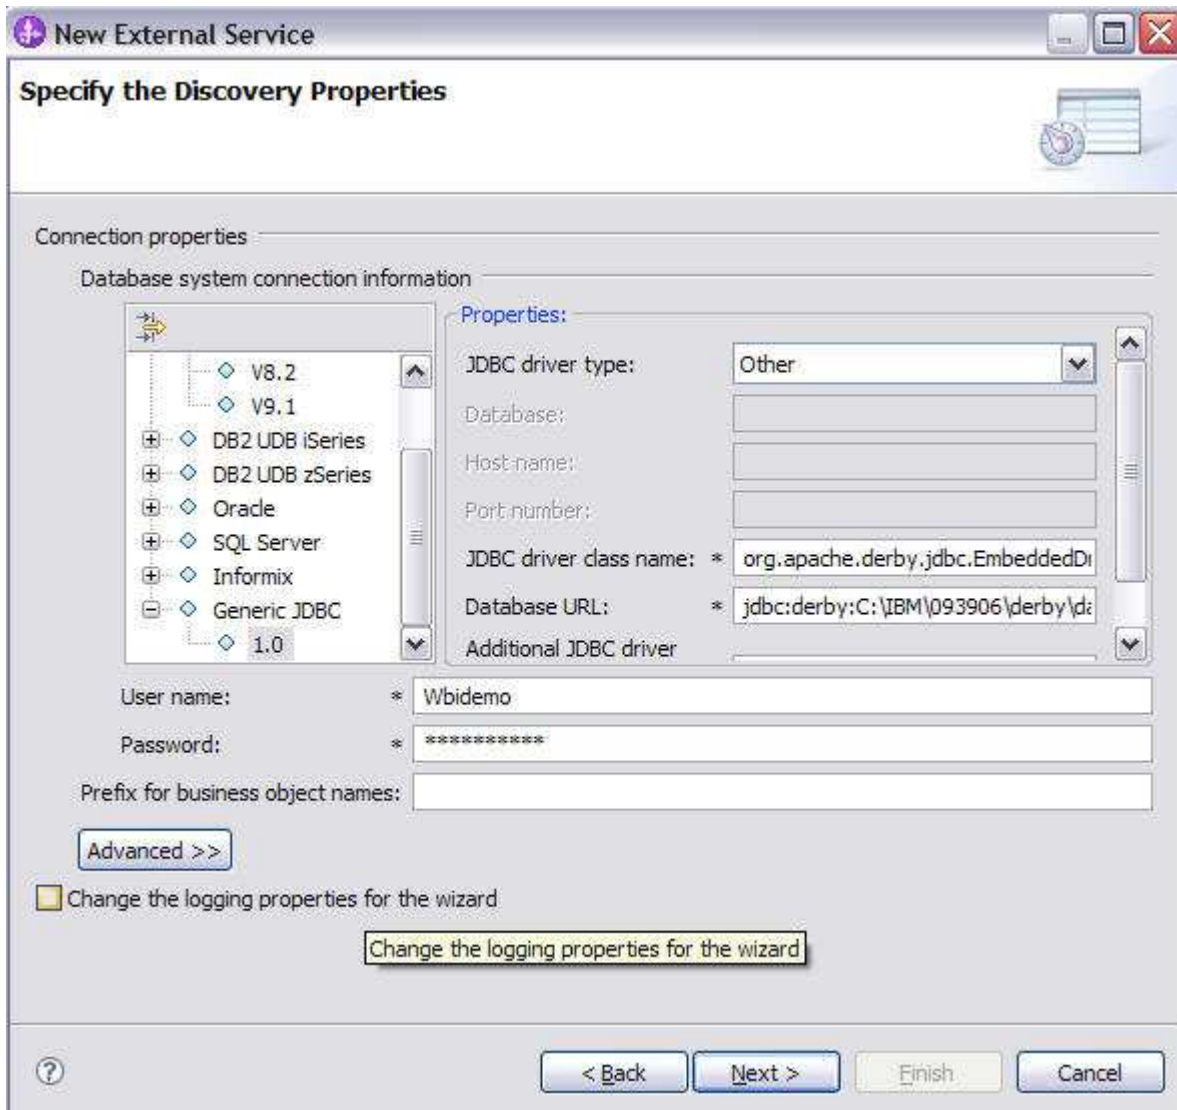 New External Service
Specify the Discovery Properties
Connection properties
Database system connection information
V8.2
V9.1
DB2 UDB iSeries
DB2 UDB zSeries
Oracle
SQL Server
Informix
Generic JDBC
1.0
Properties:
JDBC driver type: Other
Database:
Host name:
Port number:
JDBC driver class name: * org.apache.derby.jdbc.EmbeddedD
Database URL: * jdbc:derby:C:\IBM\093906\derby\da
Additional JDBC driver
User name: * Wbidemo
Password: * **********
Prefix for business object names:
Advanced >>
Change the logging properties for the wizard
Change the logging properties for the wizard
? < Back Next > Finish Cancel